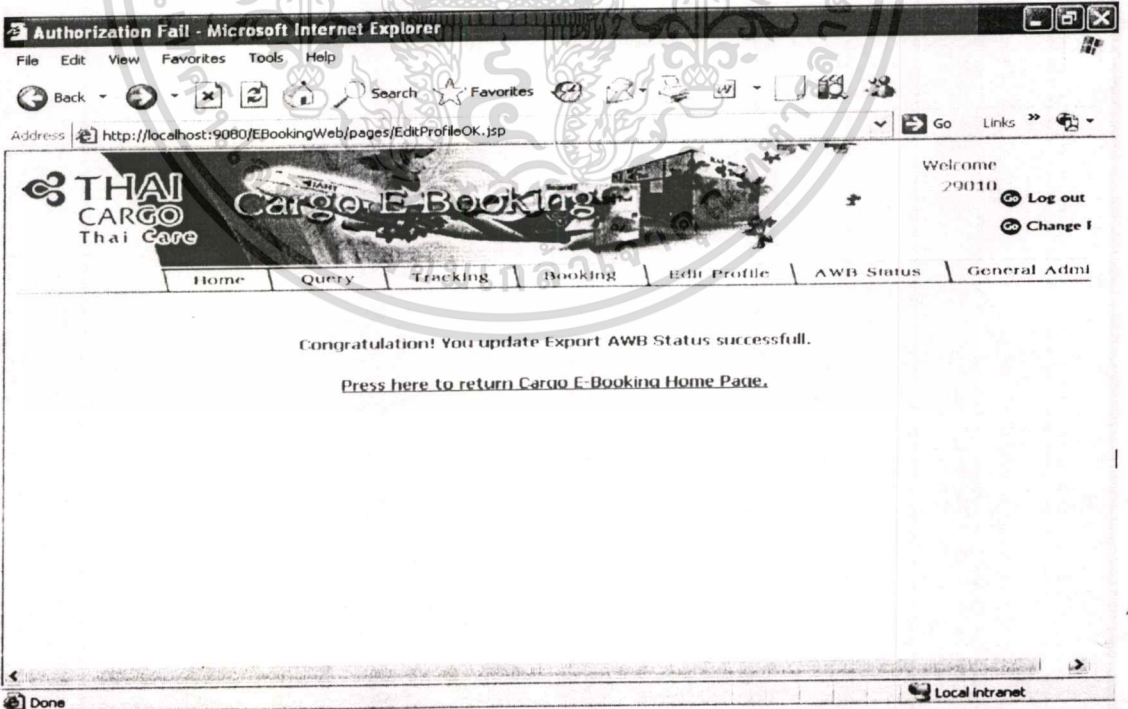 Authorization Fail - Microsoft Internet Explorer
File Edit View Favorites Tools Help
Back Search Favorites
Address http://localhost:9080/EBookingWeb/pages/EditProfileOK.jsp Go Links »
THAI
CARGO
Thai Care
Cargo E Booking
Welcome
29010
Go Log out
Go Change
Home Query Tracking Booking Edit Profile AWB Status General Admi
Congratulation! You update Export AWB Status successfull.
Press here to return Cargo E-Booking Home Page.
Done Local intranet